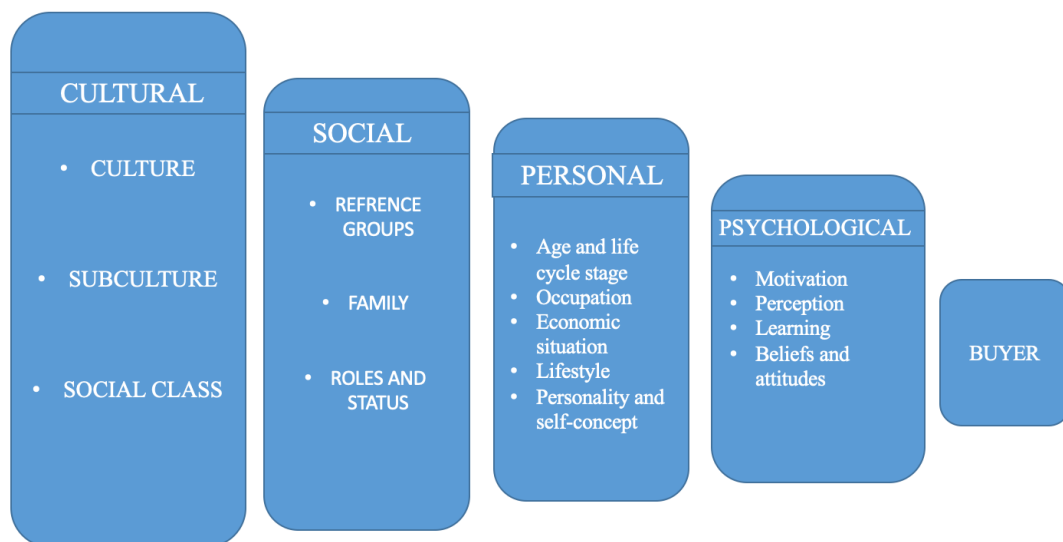 CULTURAL
• CULTURE
• SUBCULTURE
• SOCIAL CLASS
SOCIAL
• REFRENCE
GROUPS
• FAMILY
• ROLES AND
STATUS
PERSONAL
• Age and life
cycle stage
• Occupation
• Economic
situation
• Lifestyle
• Personality and
self-concept
PSYCHOLOGICAL
• Motivation
• Perception
• Learning
• Beliefs and
attitudes
BUYER